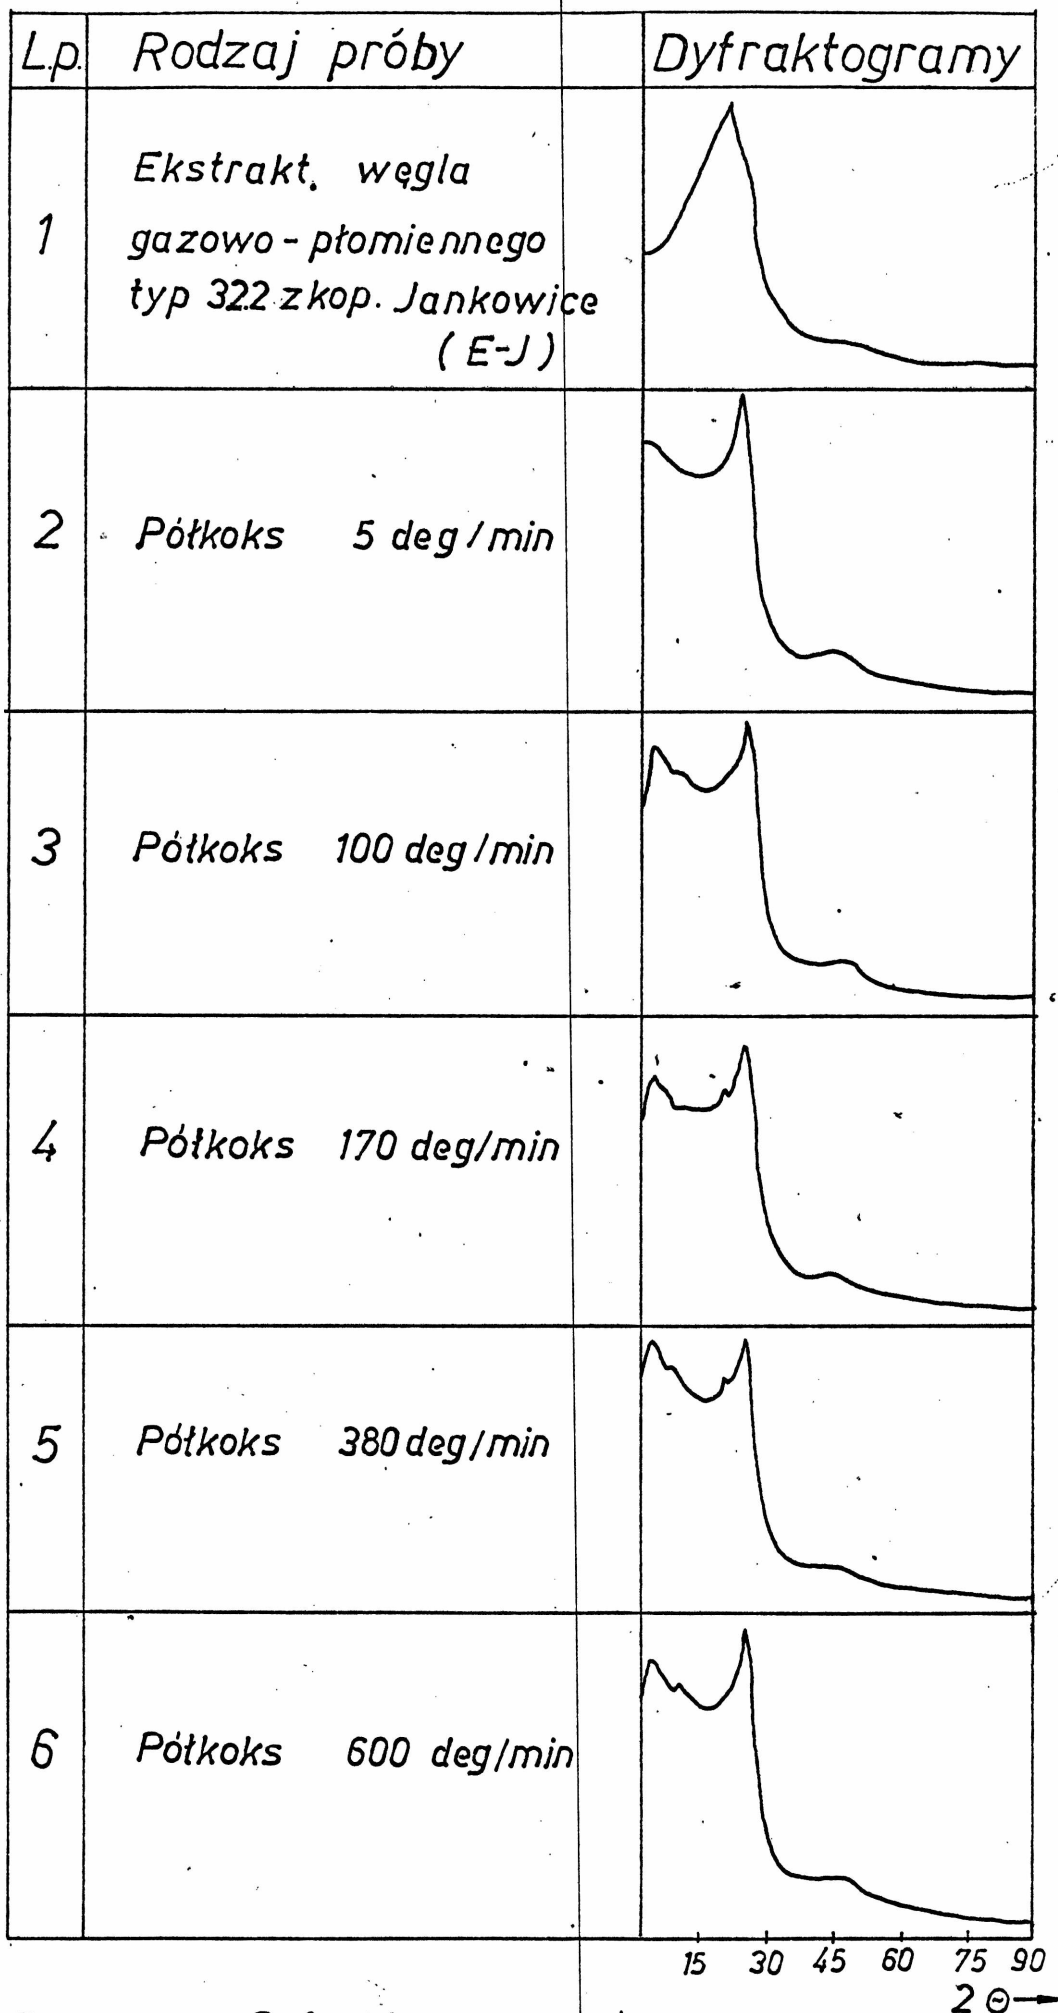 L.p. Rodzaj próby Dyfraktogramy
1 Ekstrakt. węgla
gazowo-płomiennego
typ 32.2 z kop. Jankowice
(E-J)
2 Półkoks 5 deg/min
3 Półkoks 100 deg/min
4 Półkoks 170 deg/min
5 Półkoks 380 deg/min
6 Półkoks 600 deg/min
15 30 45 60 75 90
2 Θ →